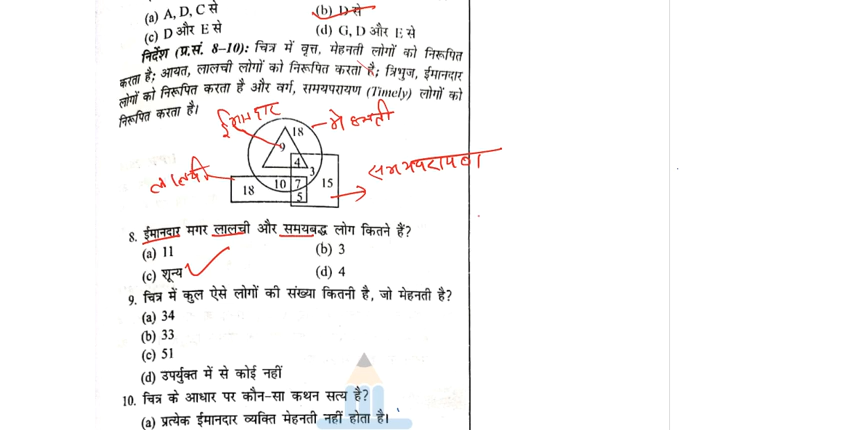 (a) A, D, C से
(b) D से
(c) D और E से
(d) G, D और E से
निर्देश (प्र.सं. 8–10): चित्र में वृत्त, मेहनती लोगों को निरूपित
करता है; आयत, लालची लोगों को निरूपित करता है; त्रिभुज, ईमानदार
लोगों को निरूपित करता है और वर्ग, समयपरायण (Timely) लोगों को
निरूपित करता है।
ईमानदार
मेहनती
18
9
4
3
समयपरायण
लालची
18
10
7
15
5
8. ईमानदार मगर लालची और समयबद्ध लोग कितने हैं?
(a) 11
(b) 3
(c) शून्य
(d) 4
9. चित्र में कुल ऐसे लोगों की संख्या कितनी है, जो मेहनती है?
(a) 34
(b) 33
(c) 51
(d) उपर्युक्त में से कोई नहीं
10. चित्र के आधार पर कौन-सा कथन सत्य है?
(a) प्रत्येक ईमानदार व्यक्ति मेहनती नहीं होता है।